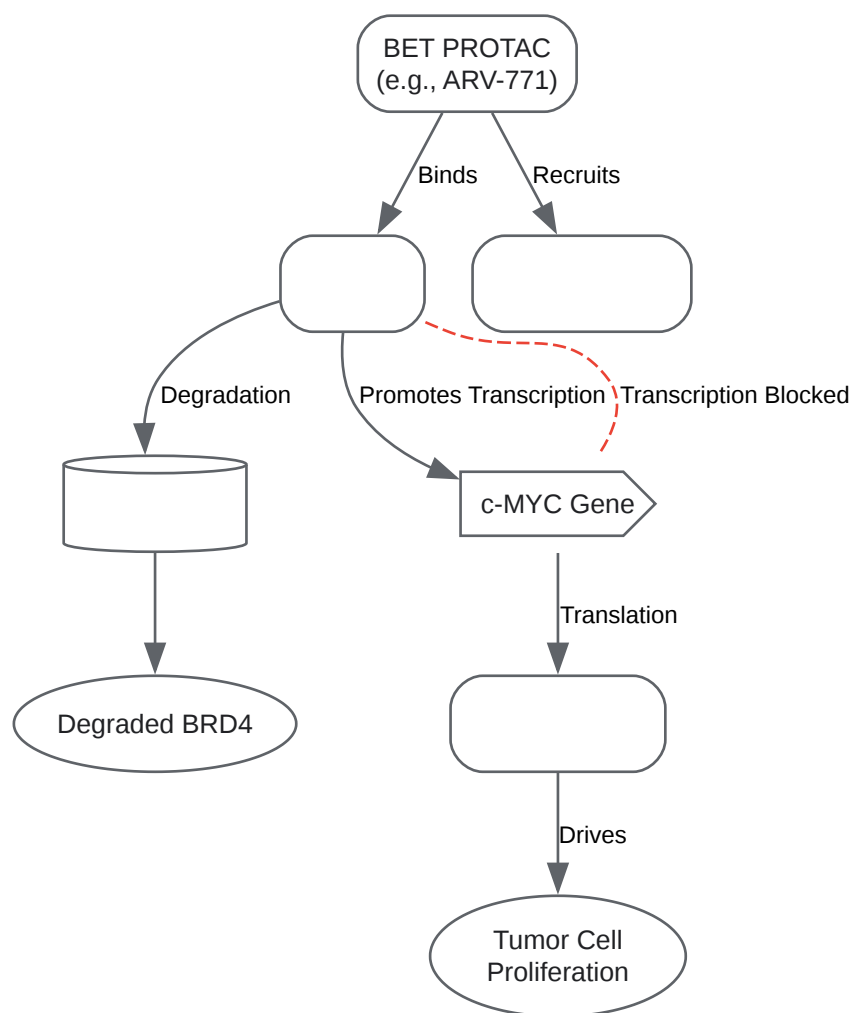 BET PROTAC
(e.g., ARV-771)
Binds
Recruits
Degradation
Promotes Transcription
Transcription Blocked
c-MYC Gene
Translation
Degraded BRD4
Drives
Tumor Cell
Proliferation